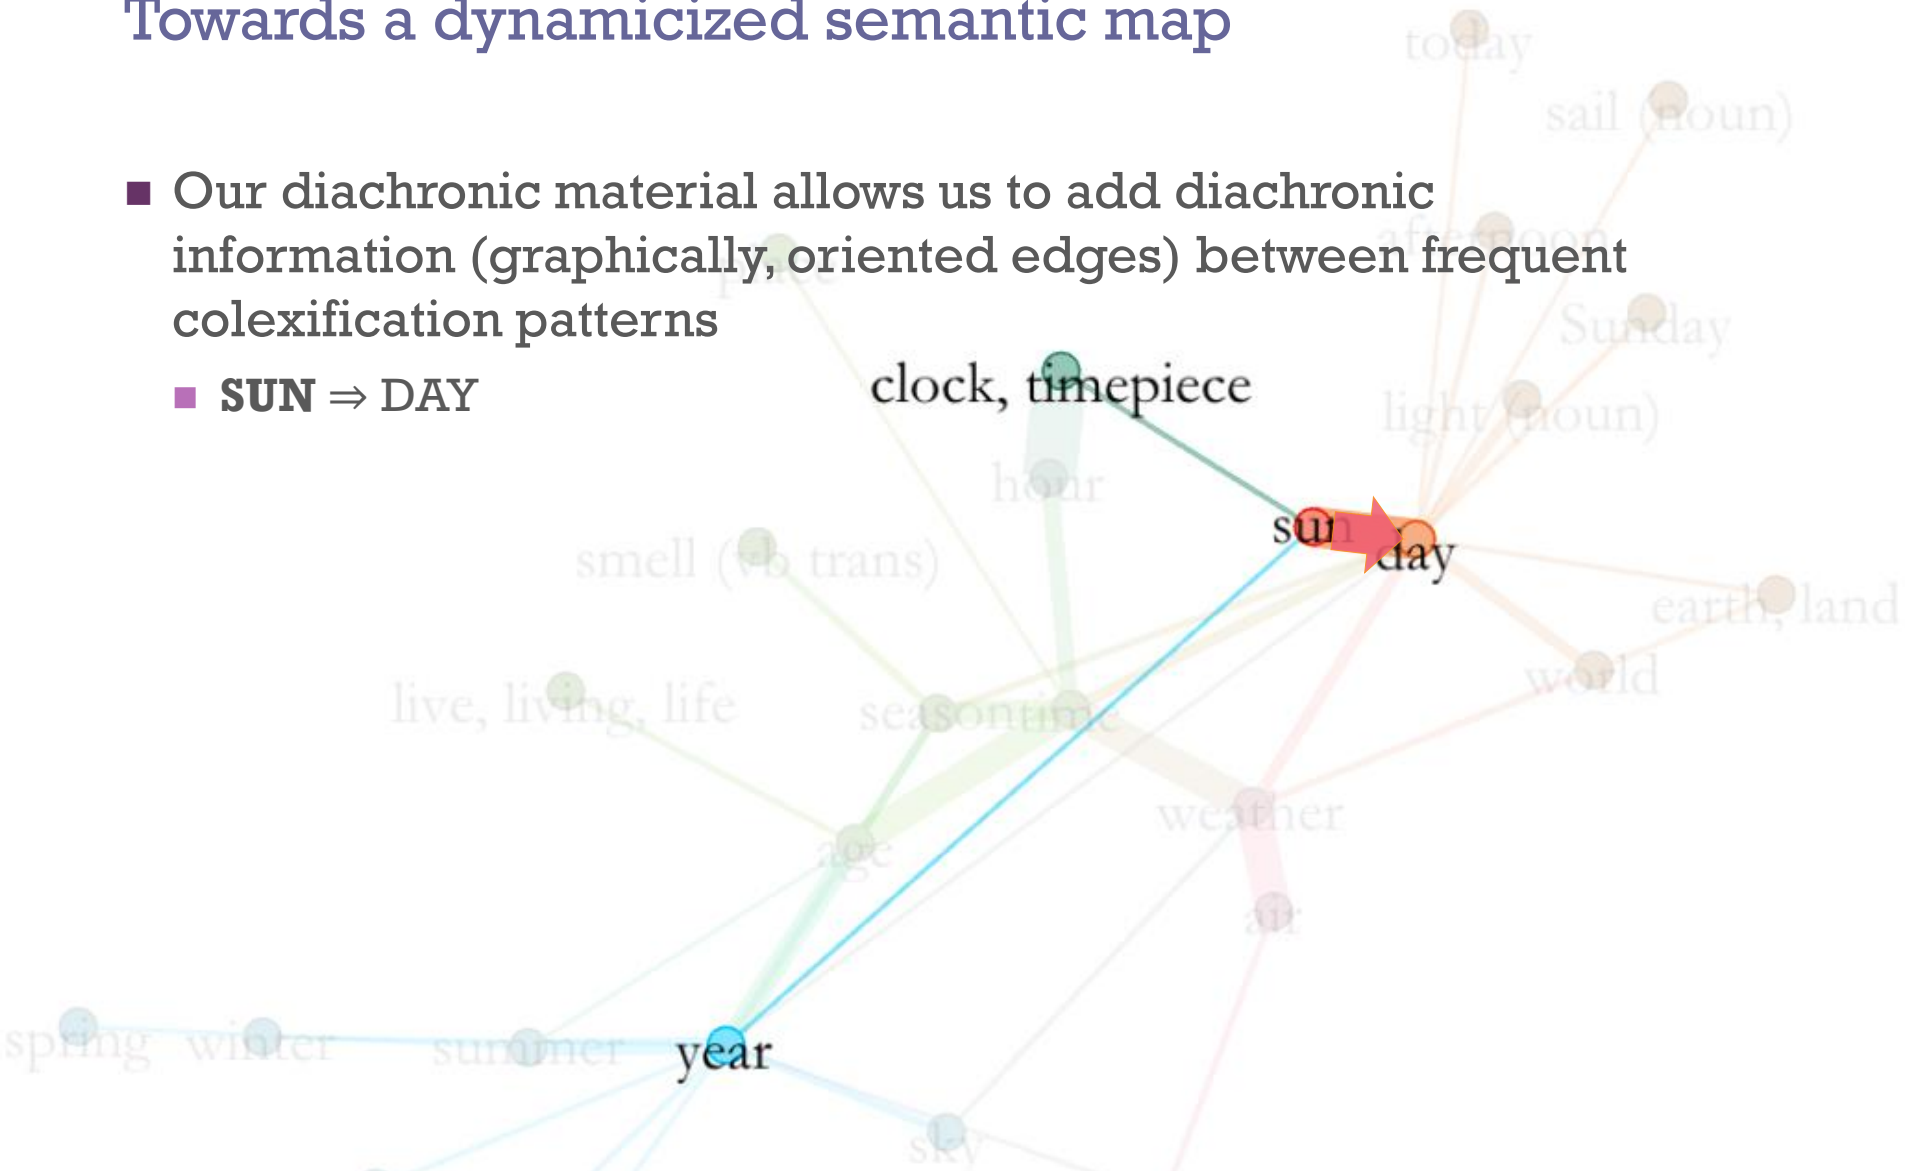 Towards a dynamicized semantic map
today
sail (noun)
■ Our diachronic material allows us to add diachronic
afternoon
information (graphically, oriented edges) between frequent
place
colexification patterns
Sunday
■ SUN ⇒ DAY
clock, timepiece
light (noun)
hour
sun
day
smell (vb trans)
earth, land
world
live, living, life
season
time
weather
age
air
spring
winter
summer
year
sky